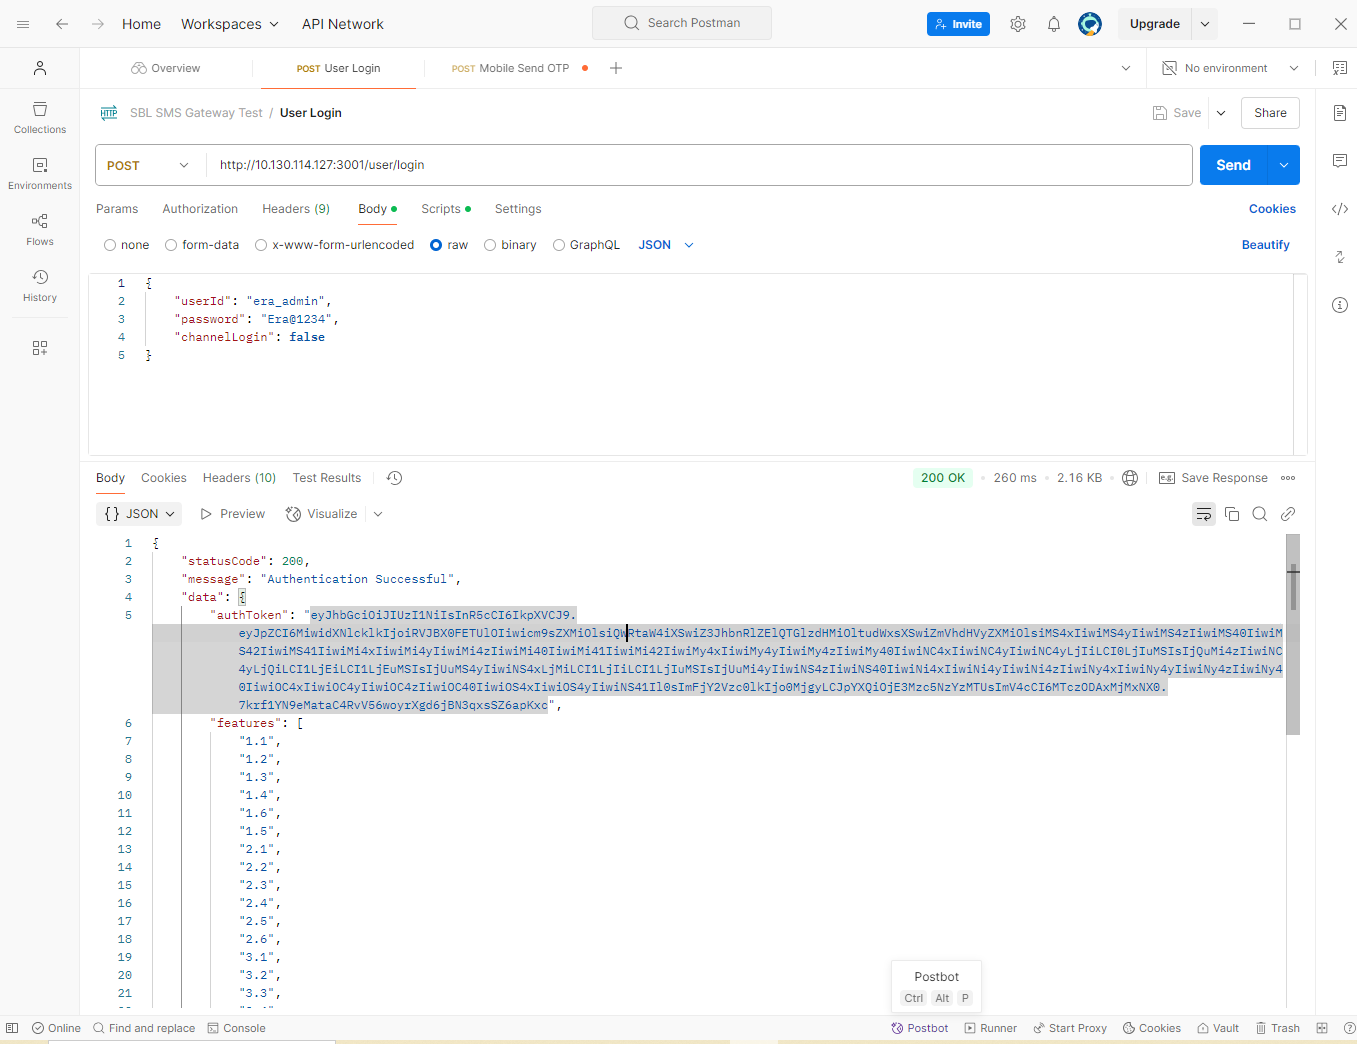 Home Workspaces API Network Search Postman Invite Upgrade
Overview POST User Login POST Mobile Send OTP No environment
SBL SMS Gateway Test / User Login Save Share
Collections
Environments
Flows
History
POST http://10.130.114.127:3001/user/login Send
Params Authorization Headers (9) Body Scripts Settings Cookies
none form-data x-www-form-urlencoded raw binary GraphQL JSON Beautify
1 {
2 "userId": "era_admin",
3 "password": "Era@1234",
4 "channelLogin": false
5 }
Body Cookies Headers (10) Test Results 200 OK 260 ms 2.16 KB e.g. Save Response
{} JSON Preview Visualize
1 {
2 "statusCode": 200,
3 "message": "Authentication Successful",
4 "data": {
5 "authToken": "eyJhbGciOiJIUzI1NiIsInR5cCI6IkpXVCJ9.
6 "features": [
7 "1.1",
8 "1.2",
9 "1.3",
10 "1.4",
11 "1.6",
12 "1.5",
13 "2.1",
14 "2.2",
15 "2.3",
16 "2.4",
17 "2.5",
18 "2.6",
19 "3.1",
20 "3.2",
21 "3.3",
Postbot
Ctrl Alt P
Online Find and replace Console Postbot Runner Start Proxy Cookies Vault Trash